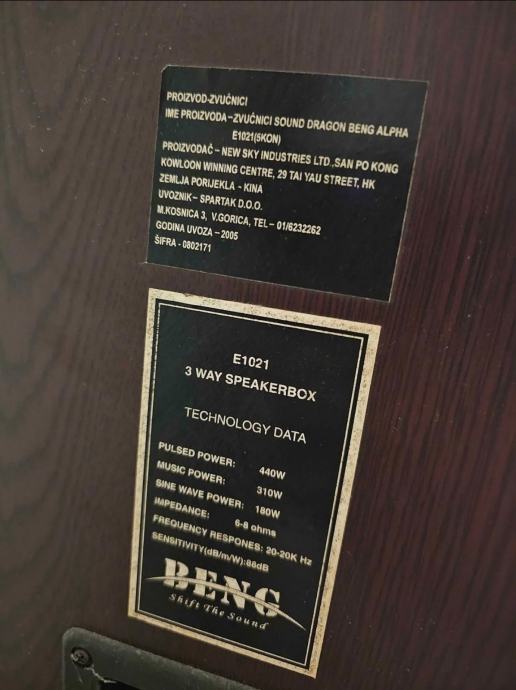 PROIZVOD-ZVUČNICI
IME PROIZVODA – ZVUČNICI SOUND DRAGON BENG ALPHA
E1021(5KON)
PROIZVODAČ – NEW SKY INDUSTRIES LTD.,SAN PO KONG
KOWLOON WINNING CENTRE, 29 TAI YAU STREET, HK
ZEMLJA PORIJEKLA - KINA
UVOZNIK – SPARTAK D.O.O.
M.KOSNICA 3, V.GORICA, TEL – 01/6232262
GODINA UVOZA – 2005
ŠIFRA - 0802171
E1021
3 WAY SPEAKERBOX
TECHNOLOGY DATA
PULSED POWER: 440W
MUSIC POWER: 310W
SINE WAVE POWER: 180W
IMPEDANCE: 6-8 ohms
FREQUENCY RESPONES: 20-20K Hz
SENSITIVITY(dB/m/W):88dB
BENG
Shift The Sound